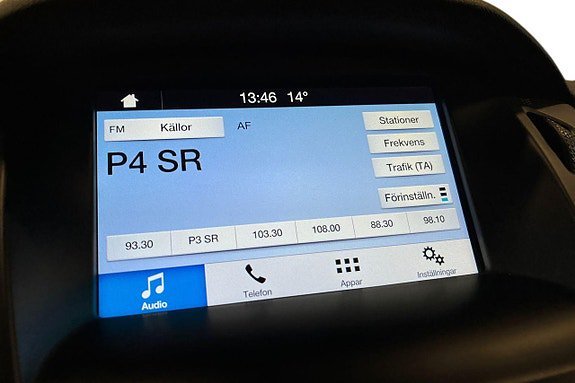 13:46 14°
FM Källor AF
Stationer
P4 SR
Frekvens
Trafik (TA)
Förinställn.
93.30 P3 SR 103.30 108.00 88.30 98.10
Audio Telefon Appar Inställningar